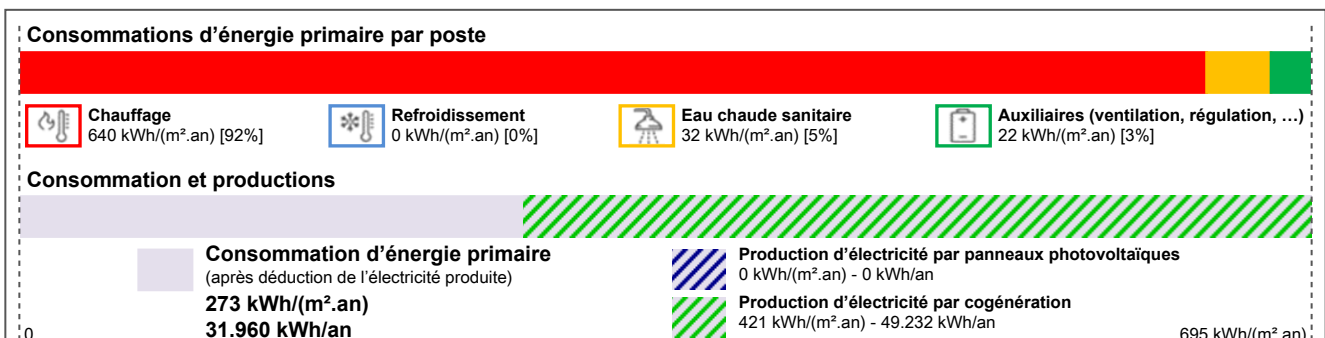 Consommations d'énergie primaire par poste
Chauffage
640 kWh/(m².an) [92%]
Refroidissement
0 kWh/(m².an) [0%]
Eau chaude sanitaire
32 kWh/(m².an) [5%]
Auxiliaires (ventilation, régulation, …)
22 kWh/(m².an) [3%]
Consommation et productions
Consommation d'énergie primaire
(après déduction de l'électricité produite)
273 kWh/(m².an)
31.960 kWh/an
Production d'électricité par panneaux photovoltaïques
0 kWh/(m².an) - 0 kWh/an
Production d'électricité par cogénération
421 kWh/(m².an) - 49.232 kWh/an
0
695 kWh/(m².an)